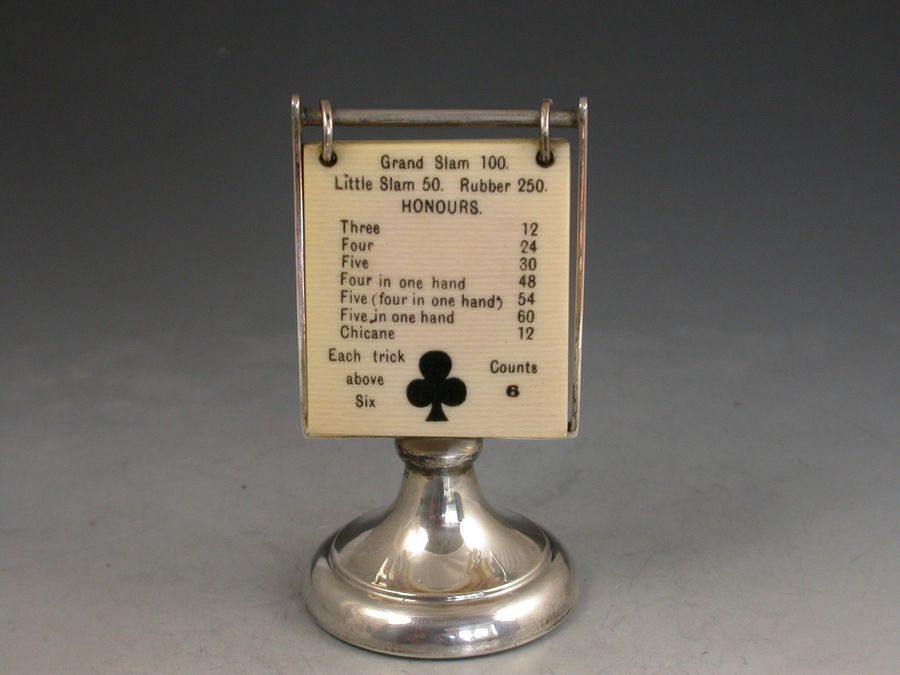 Grand Slam 100.
Little Slam 50. Rubber 250.
HONOURS.
Three 12
Four 24
Five 30
Four in one hand 48
Five (four in one hand) 54
Five in one hand 60
Chicane 12
Each trick above Six Counts 6